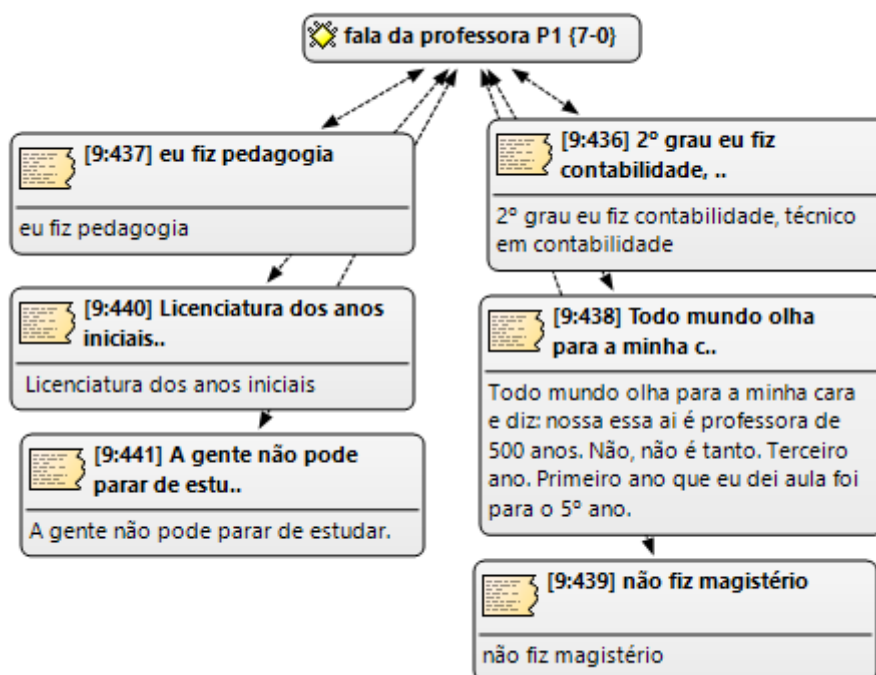 fala da professora P1 {7-0}
[9:437] eu fiz pedagogia
eu fiz pedagogia
[9:436] 2º grau eu fiz
contabilidade, ..
2º grau eu fiz contabilidade, técnico
em contabilidade
[9:440] Licenciatura dos anos
iniciais..
Licenciatura dos anos iniciais
[9:438] Todo mundo olha
para a minha c..
Todo mundo olha para a minha cara
e diz: nossa essa ai é professora de
500 anos. Não, não é tanto. Terceiro
ano. Primeiro ano que eu dei aula foi
para o 5º ano.
[9:441] A gente não pode
parar de estu..
A gente não pode parar de estudar.
[9:439] não fiz magistério
não fiz magistério